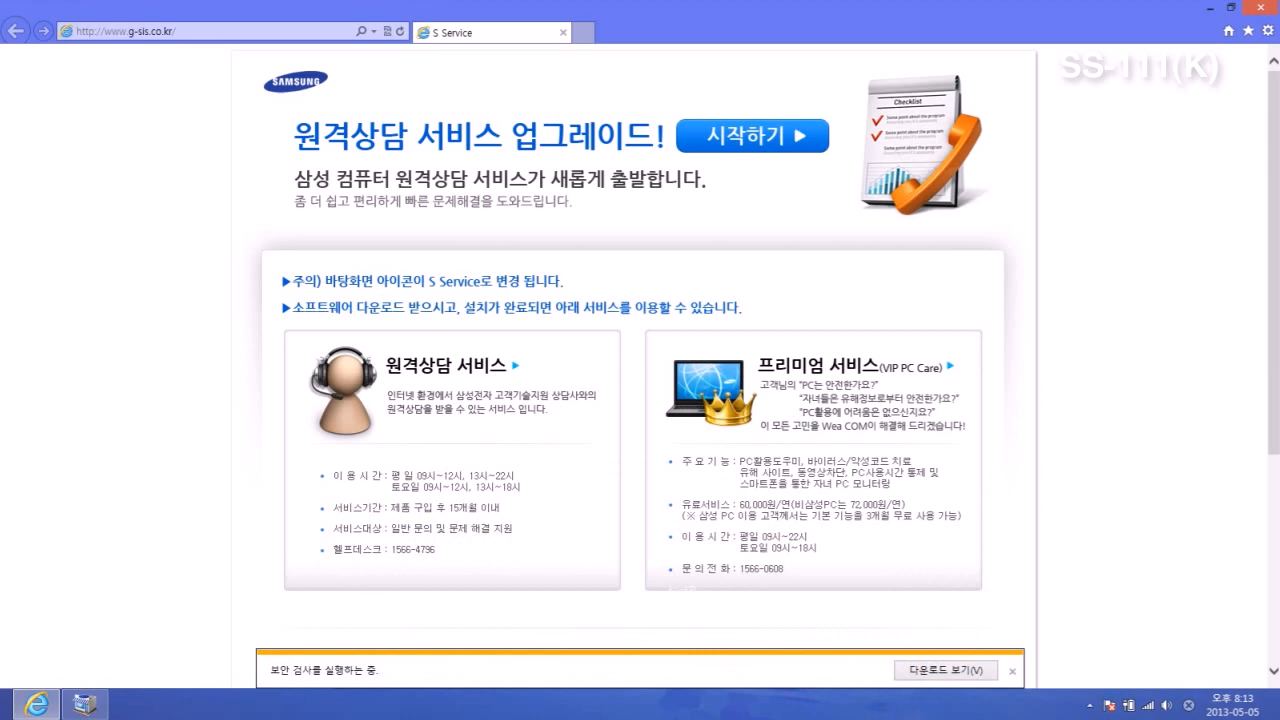 http://www.g-sis.co.kr/
S Service
SS-111(K)
SAMSUNG
원격상담 서비스 업그레이드!
시작하기 ▶
삼성 컴퓨터 원격상담 서비스가 새롭게 출발합니다.
좀 더 쉽고 편리하게 빠른 문제해결을 도와드립니다.
Checklist
Some point about the program
Some point about the program
Some point about the program
▶주의) 바탕화면 아이콘이 S Service로 변경 됩니다.
▶소프트웨어 다운로드 받으시고, 설치가 완료되면 아래 서비스를 이용할 수 있습니다.
원격상담 서비스 ▶
인터넷 환경에서 삼성전자 고객기술지원 상담사와의
원격상담을 받을 수 있는 서비스 입니다.
• 이 용 시 간 : 평 일 09시~12시, 13시~22시
토요일 09시~12시, 13시~18시
• 서비스기간 : 제품 구입 후 15개월 이내
• 서비스대상 : 일반 문의 및 문제 해결 지원
• 헬프데스크 : 1566-4796
프리미엄 서비스(VIP PC Care) ▶
고객님의 "PC는 안전한가요?"
"자녀들은 유해정보로부터 안전한가요?"
"PC활용에 어려움은 없으신지요?"
이 모든 고민을 Wea COM이 해결해 드리겠습니다!
• 주 요 기 능 : PC활용도우미, 바이러스/악성코드 치료
유해 사이트, 동영상차단, PC사용시간 통제 및
스마트폰을 통한 자녀 PC 모니터링
• 유료서비스 : 60,000원/연(비삼성PC는 72,000원/연)
(※ 삼성 PC 이용 고객께서는 기본 기능을 3개월 무료 사용 가능)
• 이 용 시 간 : 평일 09시~22시
토요일 09시~18시
• 문 의 전 화 : 1566-0608
보안 검사를 실행하는 중.
다운로드 보기(V)
오후 8:13
2013-05-05